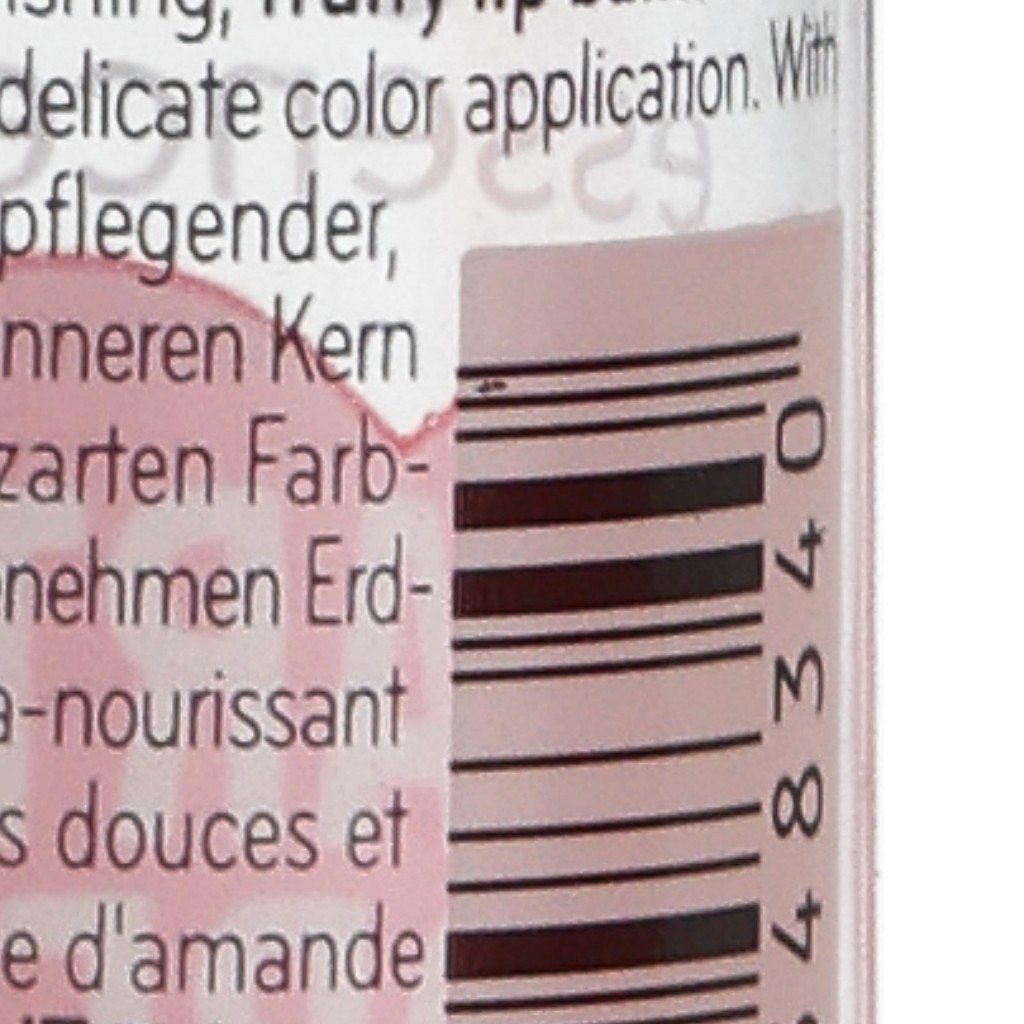 delicate color application. With
pflegender,
nneren Kern
zarten Farb-
nehmen Erd-
a-nourissant
s douces et
e d'amande
essence
4 8 3 4 0